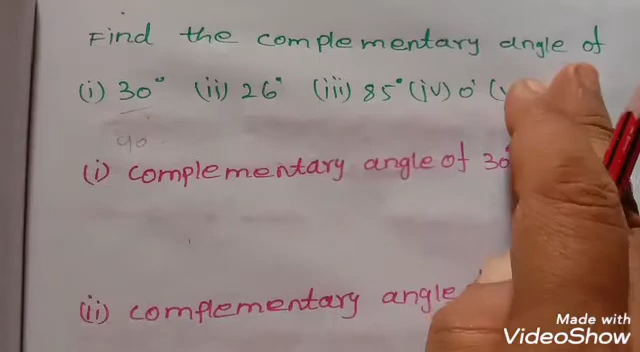 Find the complementary angle of
(i) 30° (ii) 26° (iii) 85° (iv) 0° (
90
(i) complementary angle of 30°
(ii) complementary angle
Made with
VideoShow